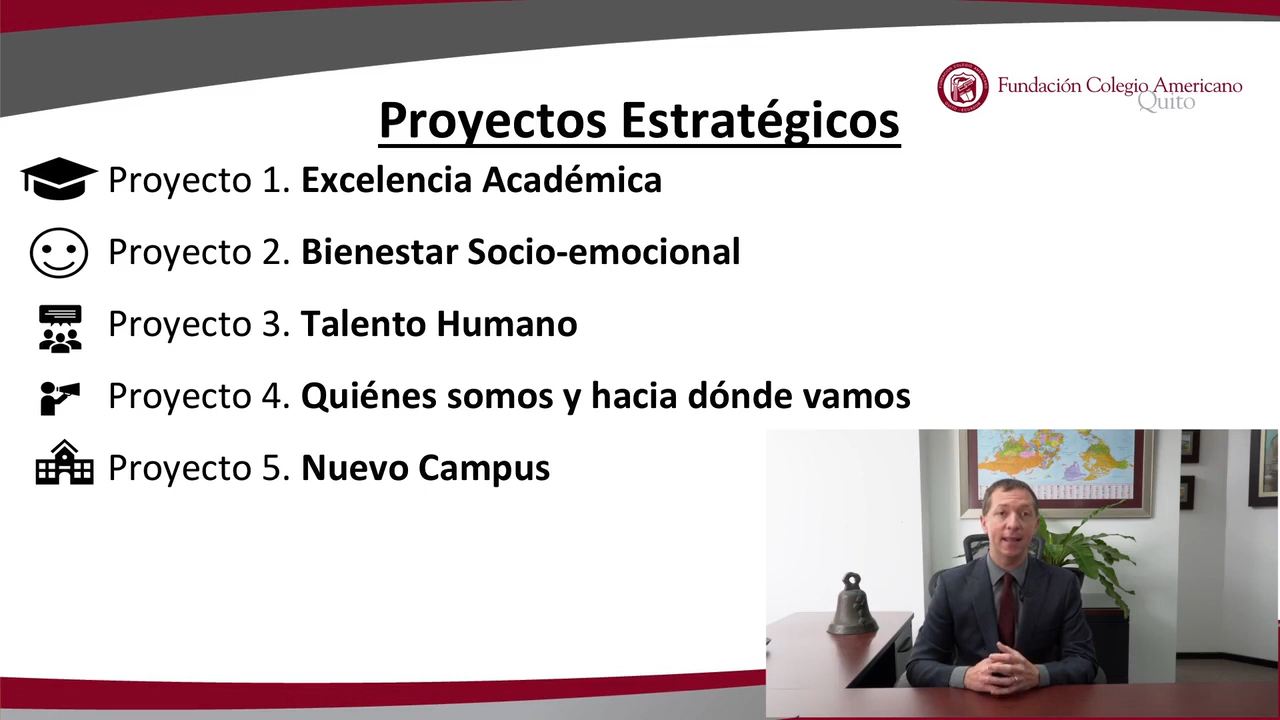 Fundación Colegio Americano
Quito
Proyectos Estratégicos
Proyecto 1. Excelencia Académica
Proyecto 2. Bienestar Socio-emocional
Proyecto 3. Talento Humano
Proyecto 4. Quiénes somos y hacia dónde vamos
Proyecto 5. Nuevo Campus